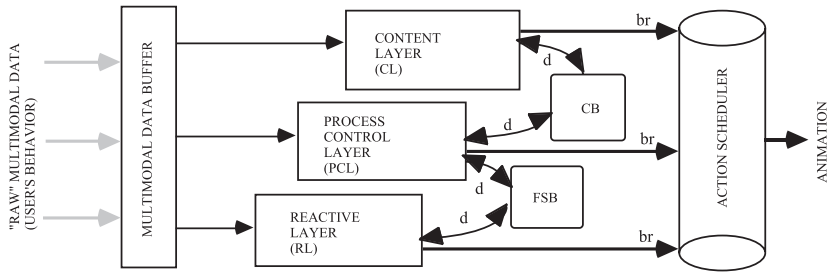 "RAW" MULTIMODAL DATA
(USER'S BEHAVIOR)
MULTIMODAL DATA BUFFER
CONTENT
LAYER
(CL)
br
d
CB
PROCESS
CONTROL
LAYER
(PCL)
d
br
d
FSB
REACTIVE
LAYER
(RL)
d
br
ACTION SCHEDULER
ANIMATION